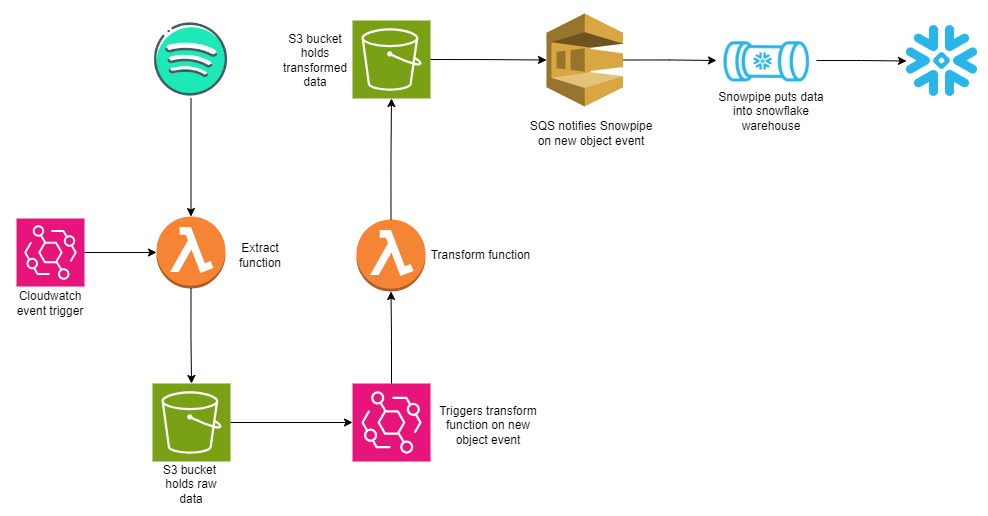 S3 bucket
holds
transformed
data
SQS notifies Snowpipe
on new object event
Snowpipe puts data
into snowflake
warehouse
Extract
function
Transform function
Cloudwatch
event trigger
Triggers transform
function on new
object event
S3 bucket
holds raw
data